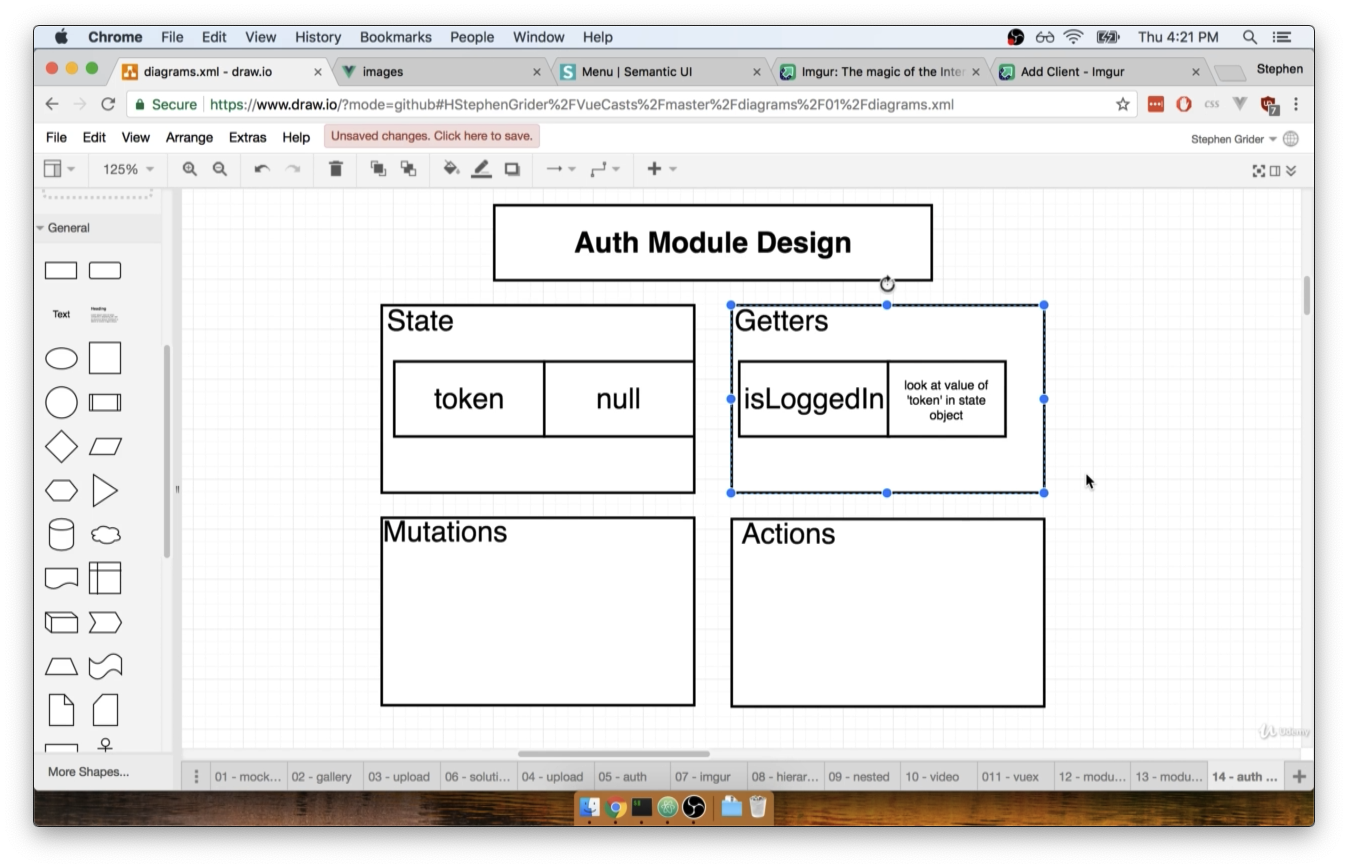 Chrome File Edit View History Bookmarks People Window Help Thu 4:21 PM
diagrams.xml - draw.io
images
Menu | Semantic UI
Imgur: The magic of the Inter
Add Client - Imgur
Stephen
Secure https://www.draw.io/?mode=github#HStephenGrider%2FVueCasts%2Fmaster%2Fdiagrams%2F01%2Fdiagrams.xml
CSS
7
File Edit View Arrange Extras Help Unsaved changes. Click here to save.
Stephen Grider
125%
General
Text
Heading
Auth Module Design
State
token
null
Getters
isLoggedIn
look at value of
'token' in state
object
Mutations
Actions
Udemy
More Shapes...
01 - mock... 02 - gallery 03 - upload 06 - soluti... 04 - upload 05 - auth 07 - imgur 08 - hierar... 09 - nested 10 - video 011 - vuex 12 - modu... 13 - modu... 14 - auth ...